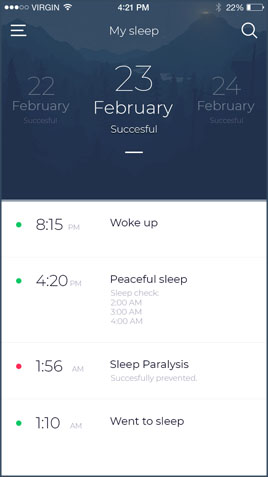 VIRGIN 4:21 PM 22%
My sleep
22 23 24
February February February
Succesful Succesful Succesful
8:15 PM Woke up
4:20 PM Peaceful sleep
Sleep check:
2:00 AM
3:00 AM
4:00 AM
1:56 AM Sleep Paralysis
Succesfully prevented.
1:10 AM Went to sleep